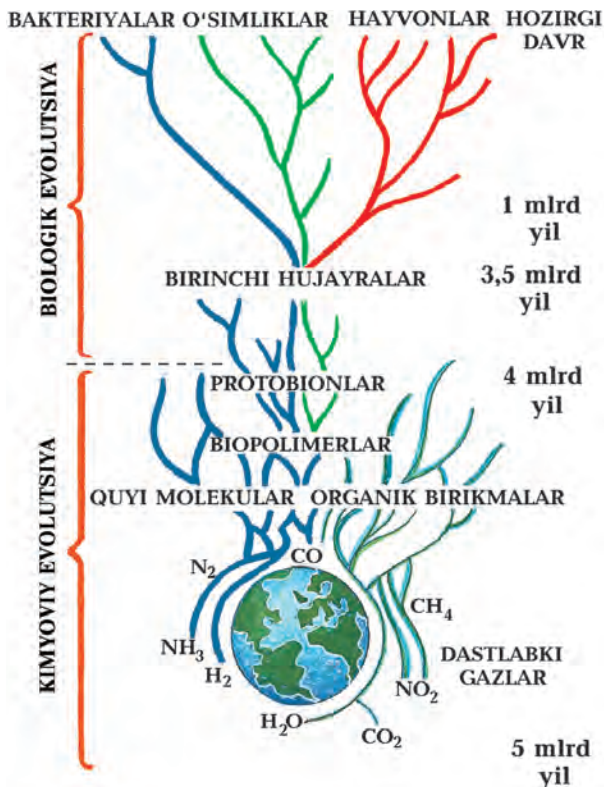 BAKTERIYALAR O'SIMLIKLAR HAYVONLAR HOZIRGI
DAVR
BIOLOGIK EVOLUTSIYA
1 mlrd
yil
BIRINCHI HUJAYRALAR
3,5 mlrd
yil
PROTOBIONLAR
4 mlrd
yil
BIOPOLIMERLAR
QUYI MOLEKULAR ORGANIK BIRIKMALAR
KIMYOVIY EVOLUTSIYA
CO
N₂
CH₄
NH₃
H₂
DASTLABKI
GAZLAR
NO₂
H₂O
CO₂
5 mlrd
yil